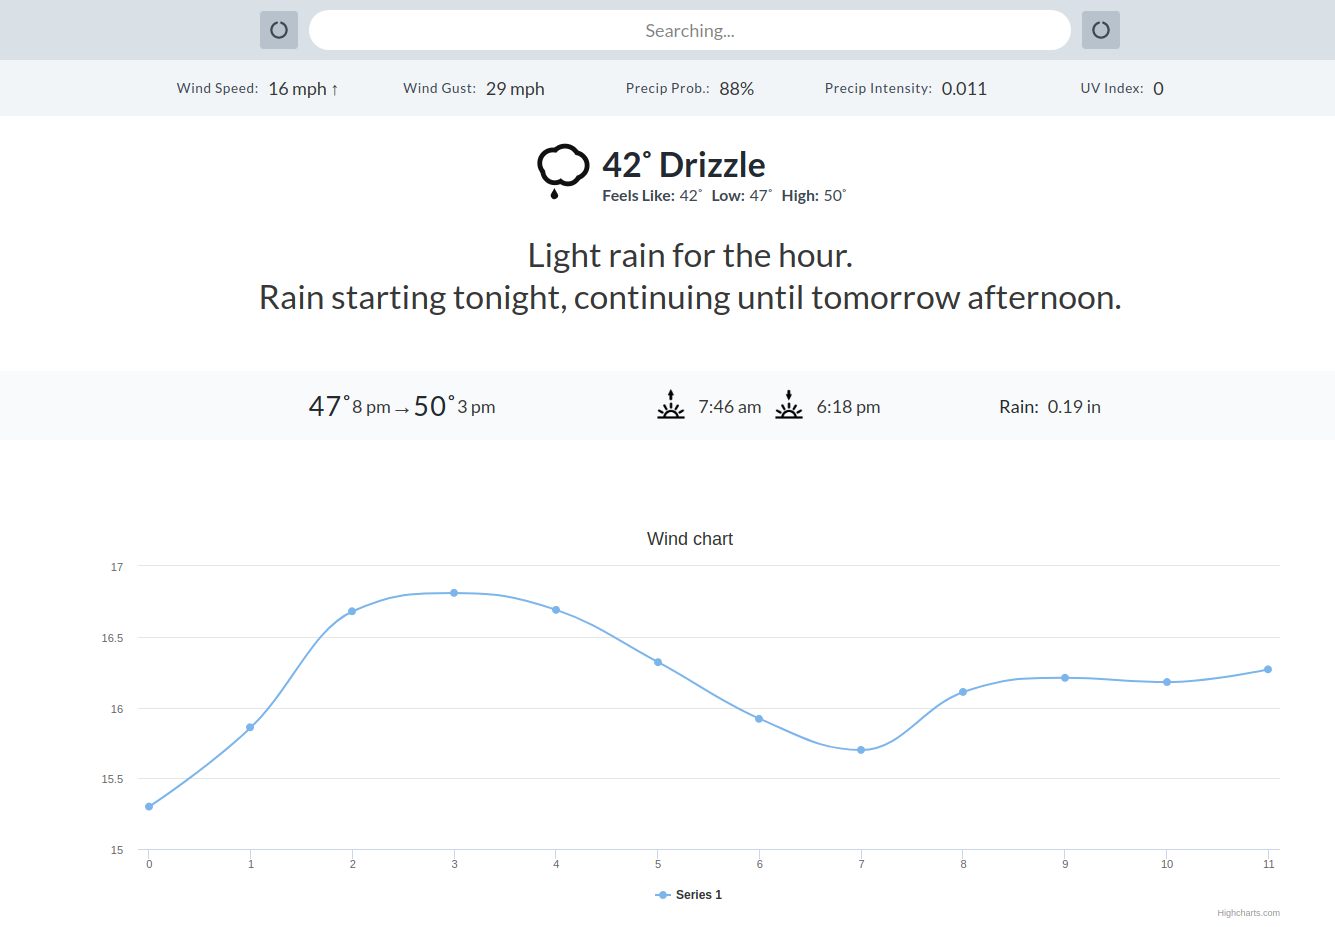 Searching...
Wind Speed: 16 mph ↑ Wind Gust: 29 mph Precip Prob.: 88% Precip Intensity: 0.011 UV Index: 0
42˚ Drizzle
Feels Like: 42˚ Low: 47˚ High: 50˚
Light rain for the hour.
Rain starting tonight, continuing until tomorrow afternoon.
47˚8 pm→50˚3 pm 7:46 am 6:18 pm Rain: 0.19 in
Wind chart
17
16.5
16
15.5
15
0 1 2 3 4 5 6 7 8 9 10 11
Series 1
Highcharts.com